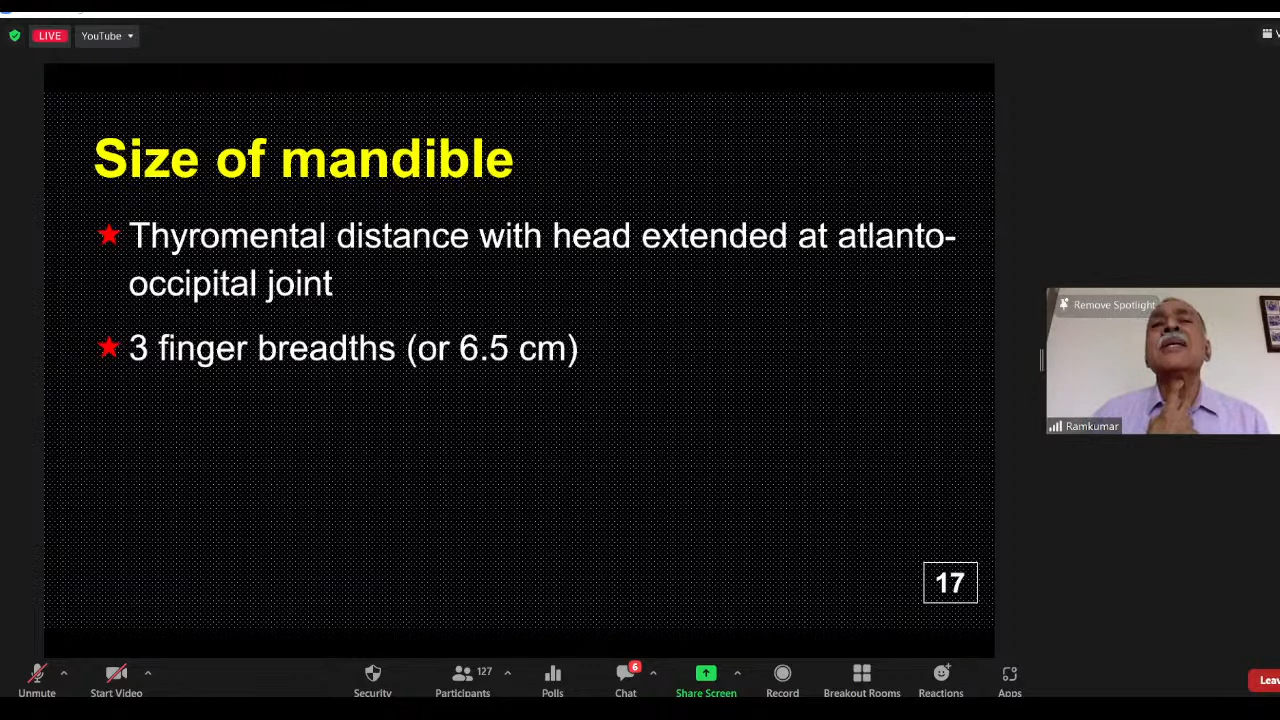 LIVE
YouTube
Size of mandible
Thyromental distance with head extended at atlanto-
occipital joint
3 finger breadths (or 6.5 cm)
17
Remove Spotlight
Ramkumar
Unmute
Start Video
Security
127
Participants
Polls
6
Chat
Share Screen
Record
Breakout Rooms
Reactions
Apps